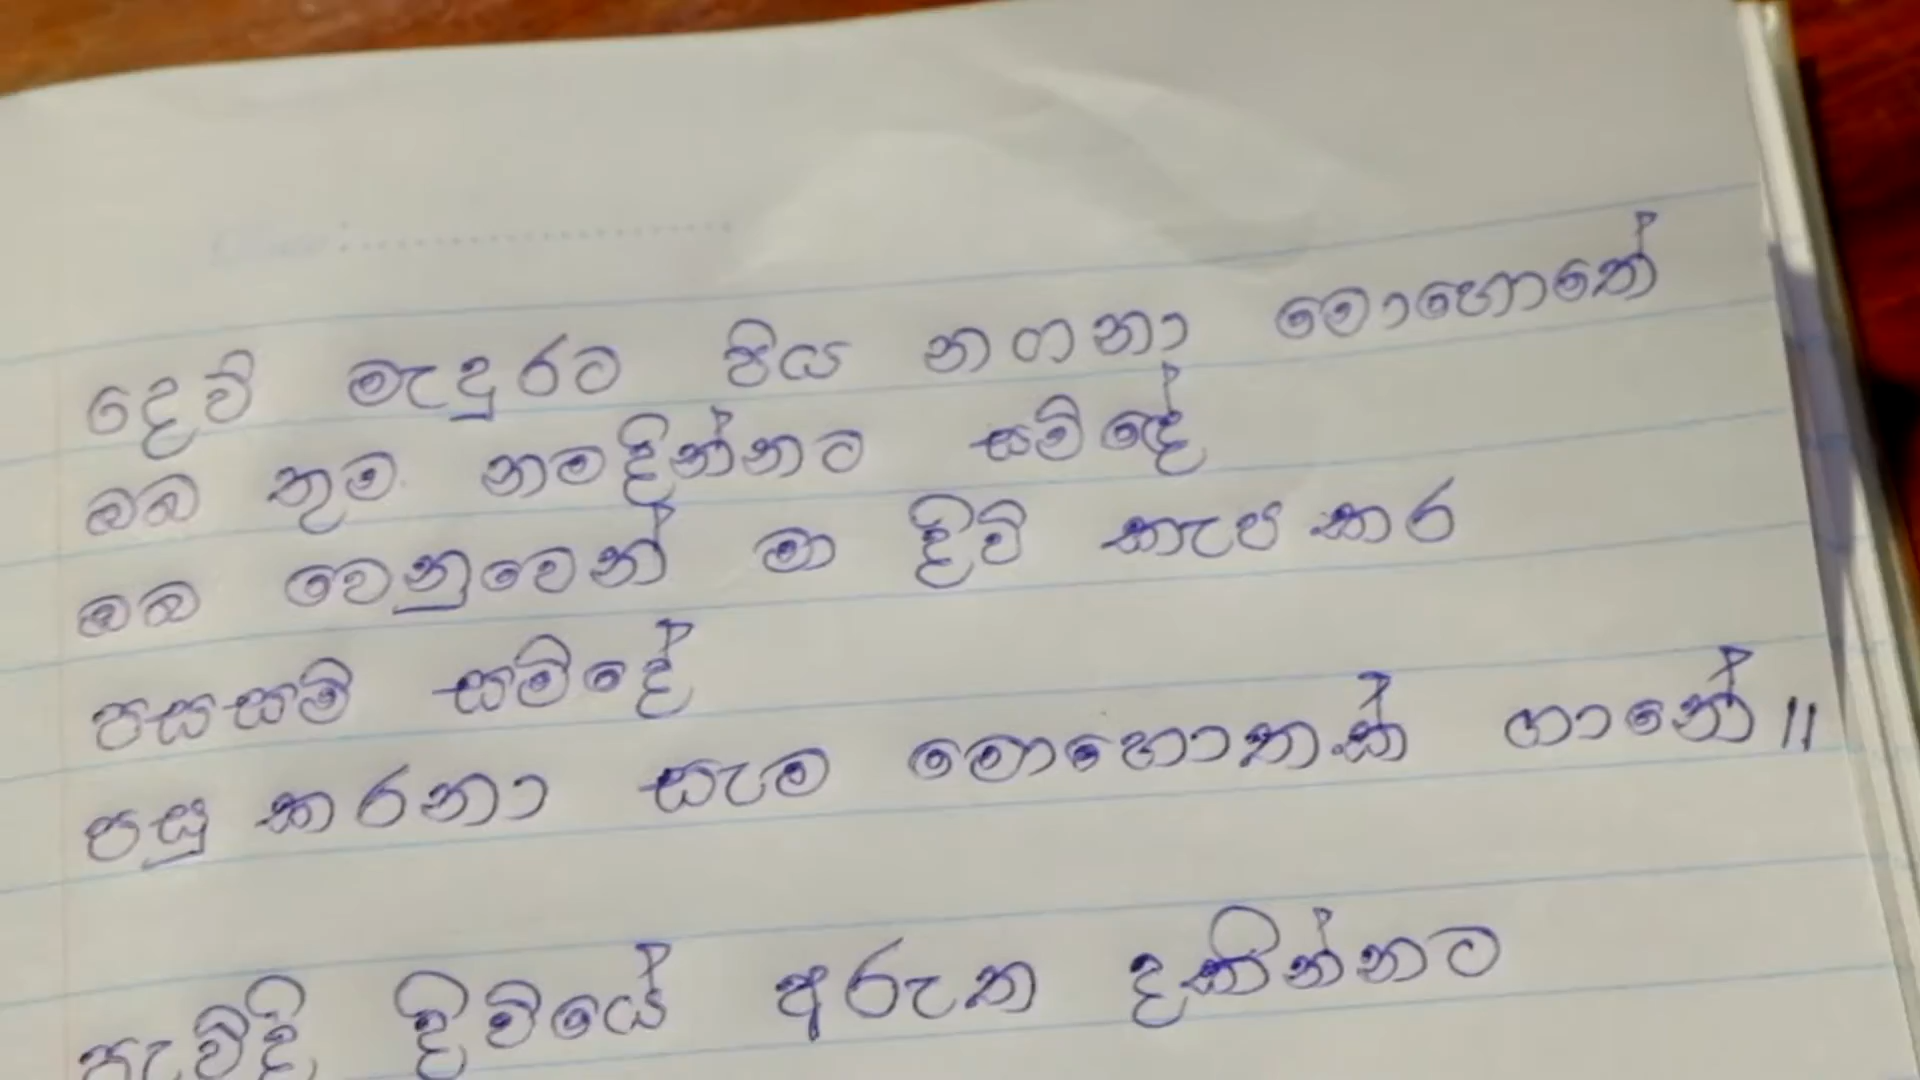 දෙව් මැදුරට පිය නගනා මොහොතේ
ඔබ තුම නමදින්නට සමිඳේ
ඔබ වෙනුවෙන් මා දිවි කැප කර
පසසමි සමිඳේ
පසු කරනා සැම මොහොතක් ගානේ ॥
පැවිදි දිවියේ අරුත දකින්නට